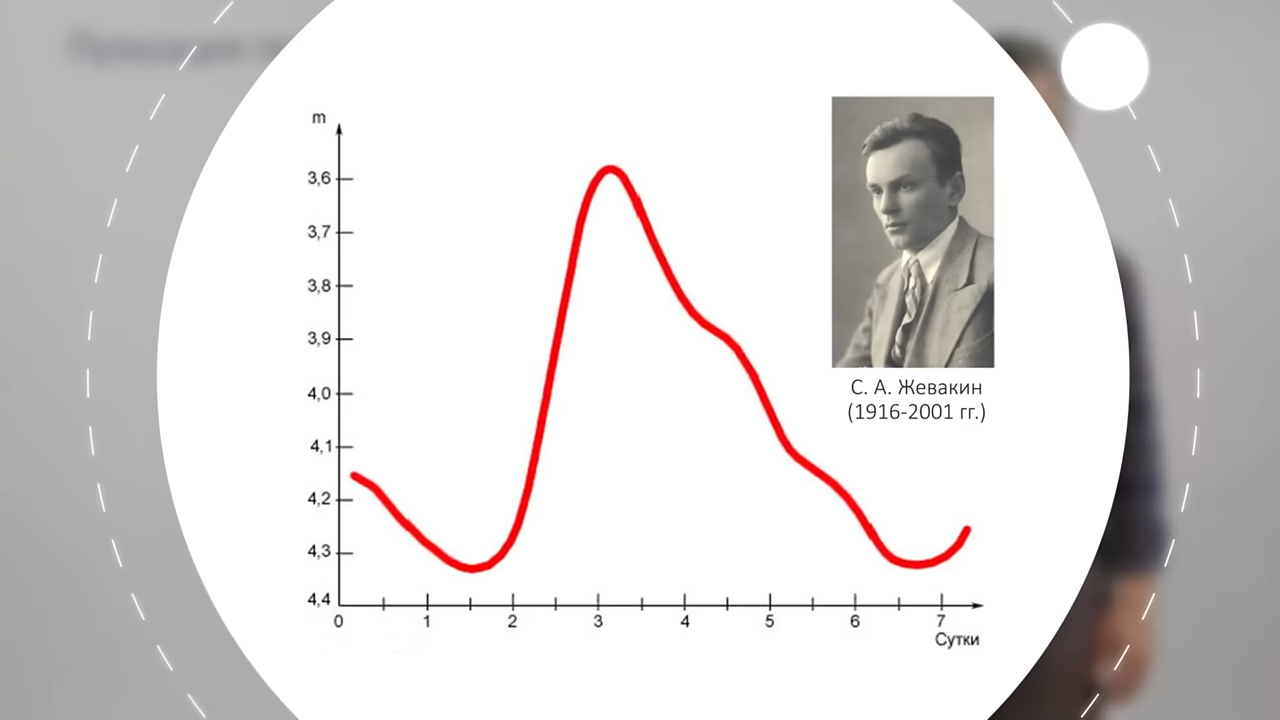 m
3,6
3,7
3,8
3,9
4,0
4,1
4,2
4,3
4,4
0 1 2 3 4 5 6 7
Сутки
С. А. Жевакин
(1916-2001 гг.)